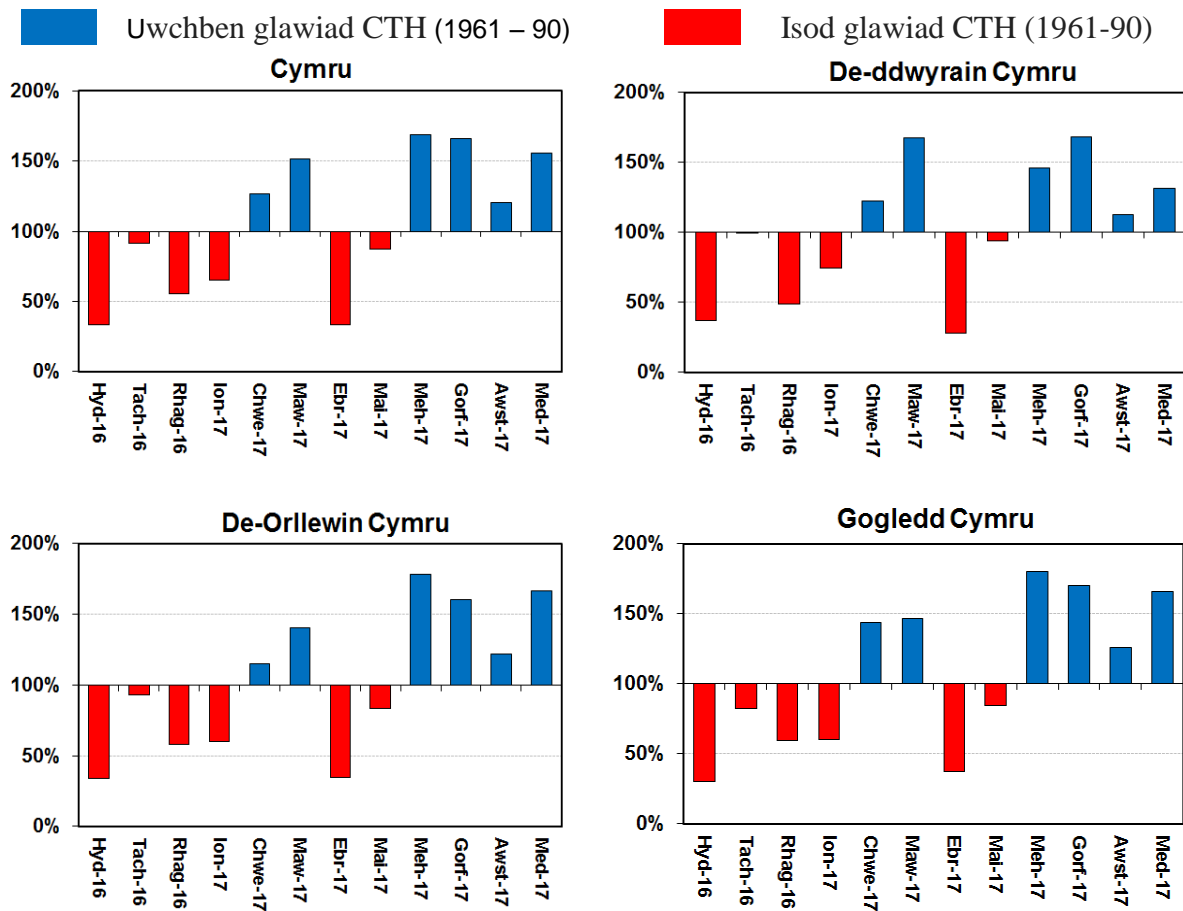 Uwchben glawiad CTH (1961 – 90)
Isod glawiad CTH (1961-90)
Cymru
200%
150%
100%
50%
0%
Hyd-16
Tach-16
Rhag-16
Ion-17
Chwe-17
Maw-17
Ebr-17
Mai-17
Meh-17
Gorf-17
Awst-17
Med-17
De-ddwyrain Cymru
200%
150%
100%
50%
0%
Hyd-16
Tach-16
Rhag-16
Ion-17
Chwe-17
Maw-17
Ebr-17
Mai-17
Meh-17
Gorf-17
Awst-17
Med-17
De-Orllewin Cymru
200%
150%
100%
50%
0%
Hyd-16
Tach-16
Rhag-16
Ion-17
Chwe-17
Maw-17
Ebr-17
Mai-17
Meh-17
Gorf-17
Awst-17
Med-17
Gogledd Cymru
200%
150%
100%
50%
0%
Hyd-16
Tach-16
Rhag-16
Ion-17
Chwe-17
Maw-17
Ebr-17
Mai-17
Meh-17
Gorf-17
Awst-17
Med-17